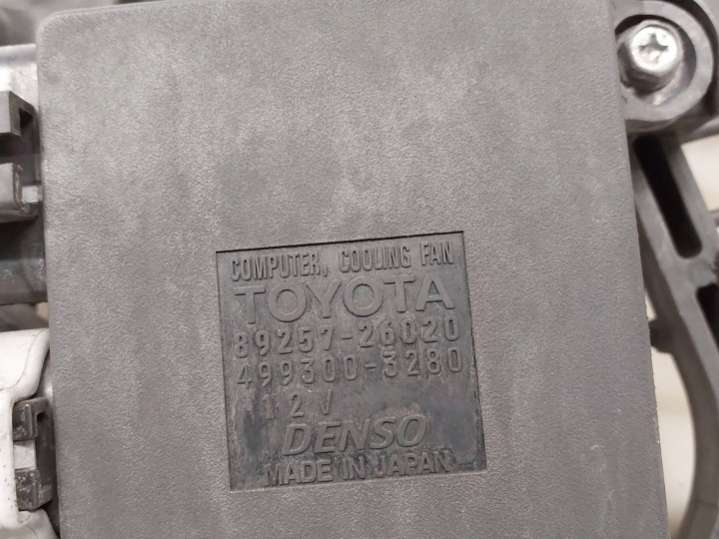 COMPUTER, COOLING FAN
TOYOTA
89257-26020
499300-3280
12V
DENSO
MADE IN JAPAN